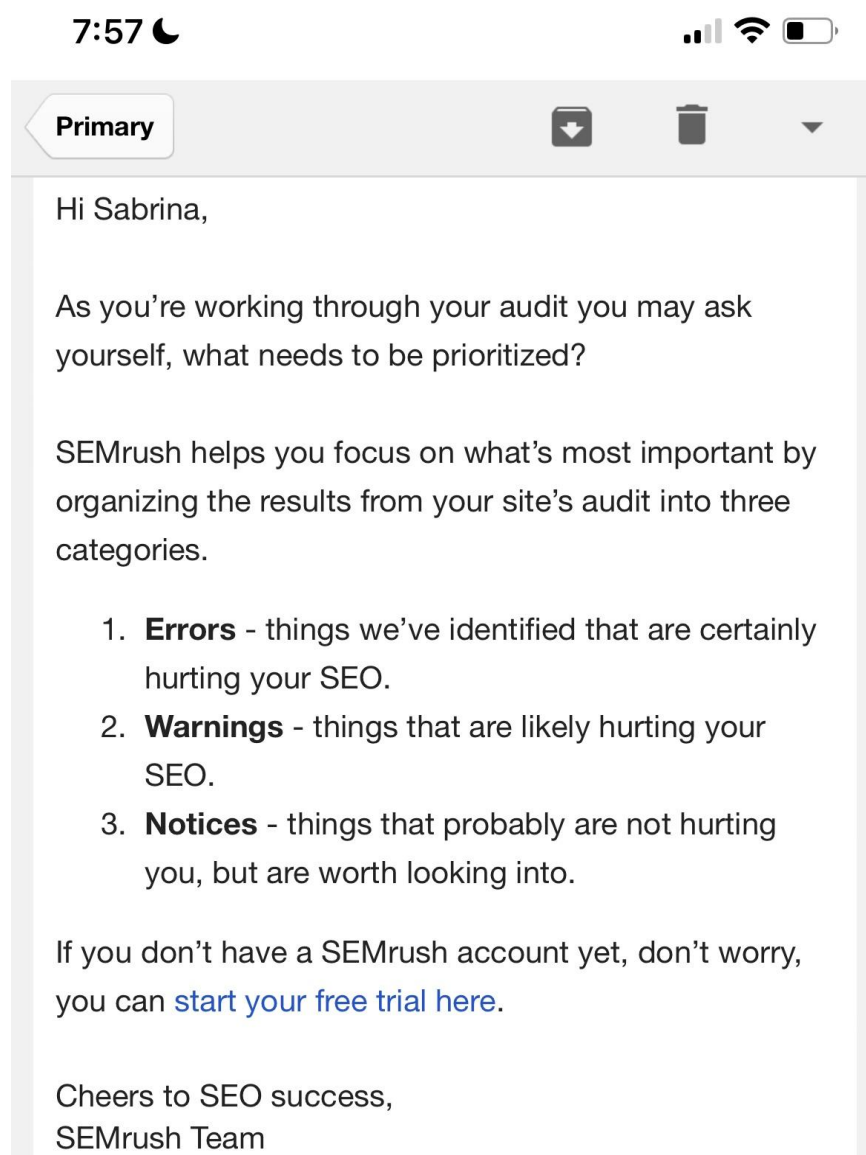 7:57
Primary
Hi Sabrina,
As you’re working through your audit you may ask
yourself, what needs to be prioritized?
SEMrush helps you focus on what’s most important by
organizing the results from your site’s audit into three
categories.
1. Errors - things we’ve identified that are certainly
hurting your SEO.
2. Warnings - things that are likely hurting your
SEO.
3. Notices - things that probably are not hurting
you, but are worth looking into.
If you don’t have a SEMrush account yet, don’t worry,
you can start your free trial here.
Cheers to SEO success,
SEMrush Team